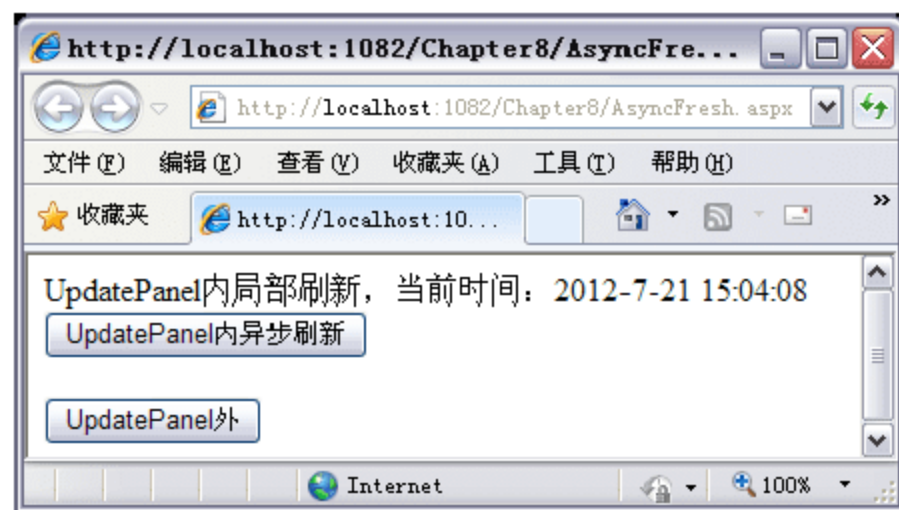 http://localhost:1082/Chapter8/AsyncFre...
http://localhost:1082/Chapter8/AsyncFresh.aspx
文件(F) 编辑(E) 查看(V) 收藏夹(A) 工具(T) 帮助(H)
收藏夹 http://localhost:10... »
UpdatePanel内局部刷新，当前时间：2012-7-21 15:04:08
UpdatePanel内异步刷新
UpdatePanel外
Internet 100%